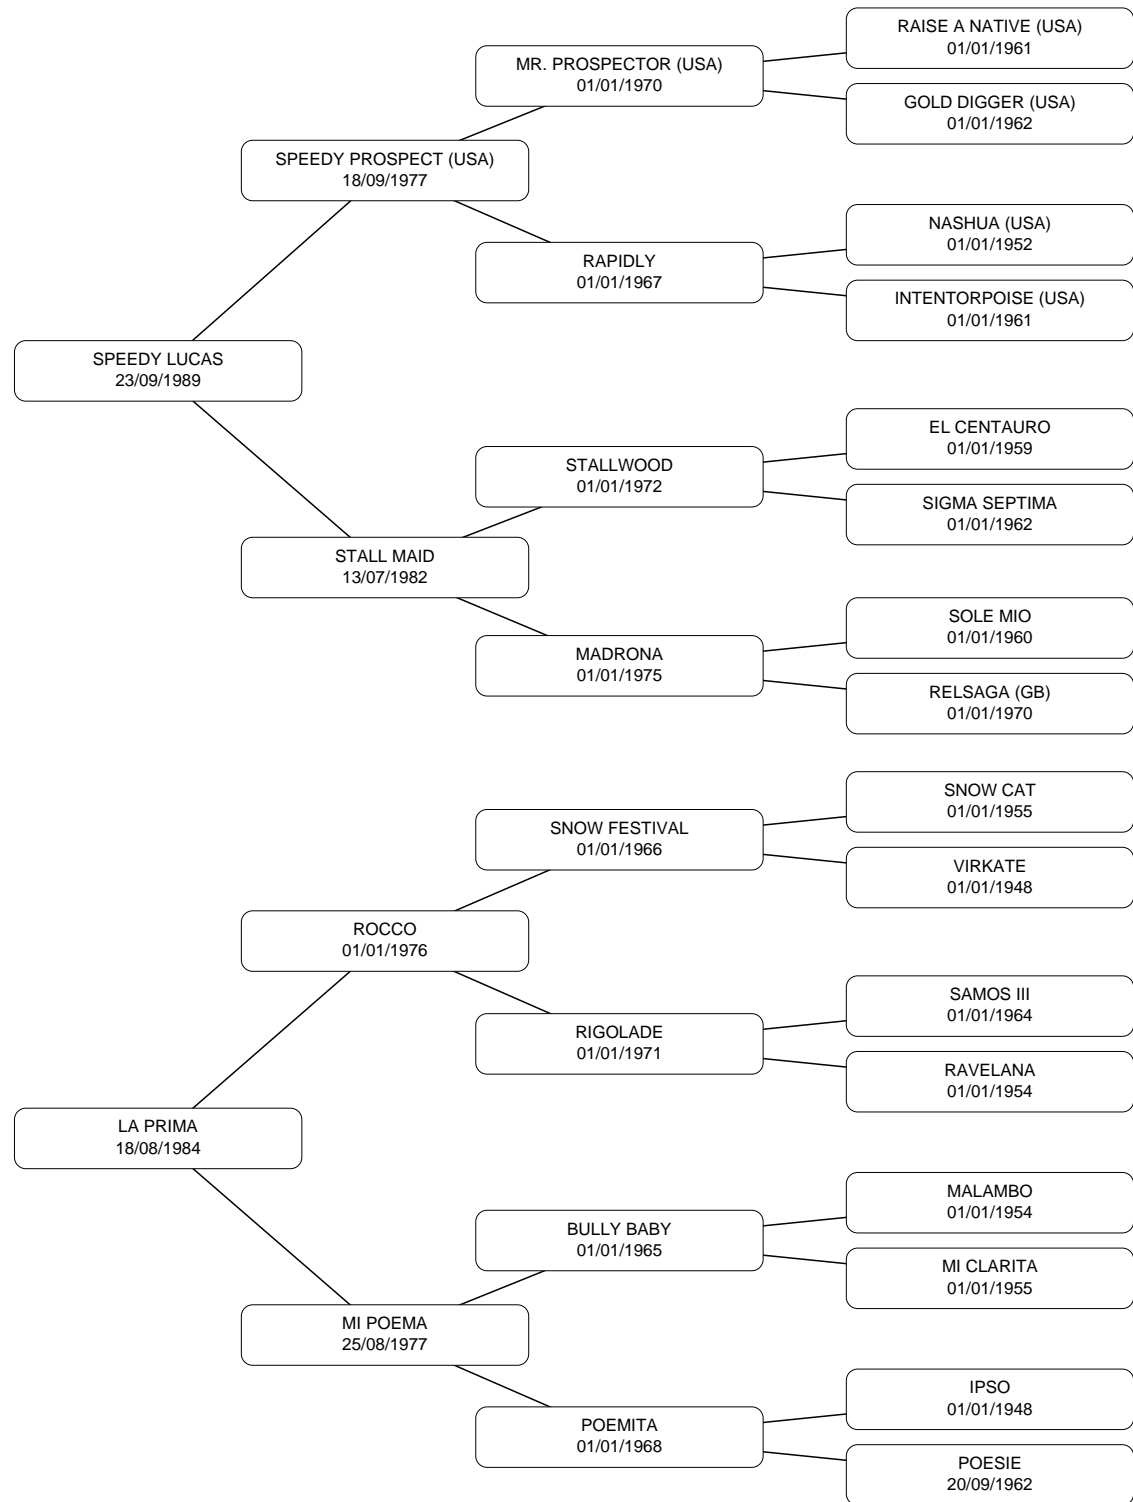 RAISE A NATIVE (USA)
01/01/1961
MR. PROSPECTOR (USA)
01/01/1970
GOLD DIGGER (USA)
01/01/1962
SPEEDY PROSPECT (USA)
18/09/1977
NASHUA (USA)
01/01/1952
RAPIDLY
01/01/1967
INTENTORPOISE (USA)
01/01/1961
SPEEDY LUCAS
23/09/1989
EL CENTAURO
01/01/1959
STALLWOOD
01/01/1972
SIGMA SEPTIMA
01/01/1962
STALL MAID
13/07/1982
SOLE MIO
01/01/1960
MADRONA
01/01/1975
RELSAGA (GB)
01/01/1970
SNOW CAT
01/01/1955
SNOW FESTIVAL
01/01/1966
VIRKATE
01/01/1948
ROCCO
01/01/1976
SAMOS III
01/01/1964
RIGOLADE
01/01/1971
RAVELANA
01/01/1954
LA PRIMA
18/08/1984
MALAMBO
01/01/1954
BULLY BABY
01/01/1965
MI CLARITA
01/01/1955
MI POEMA
25/08/1977
IPSO
01/01/1948
POEMITA
01/01/1968
POESIE
20/09/1962